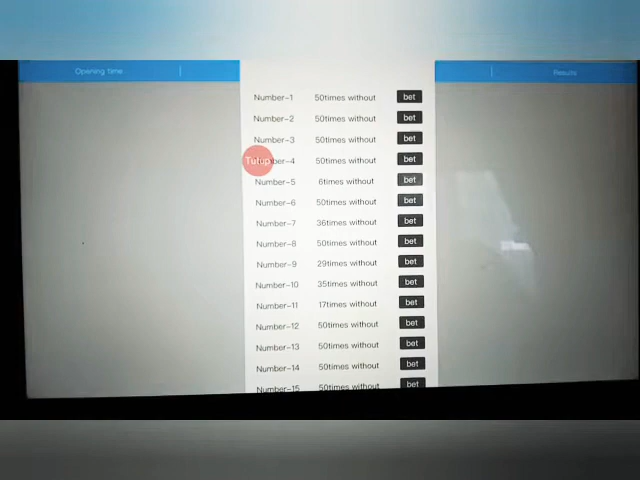 Opening time
Results
Number-1 50times without bet
Number-2 50times without bet
Number-3 50times without bet
Tutup ber-4 50times without bet
Number-5 6times without bet
Number-6 50times without bet
Number-7 36times without bet
Number-8 50times without bet
Number-9 29times without bet
Number-10 35times without bet
Number-11 17times without bet
Number-12 50times without bet
Number-13 50times without bet
Number-14 50times without bet
Number-15 50times without bet